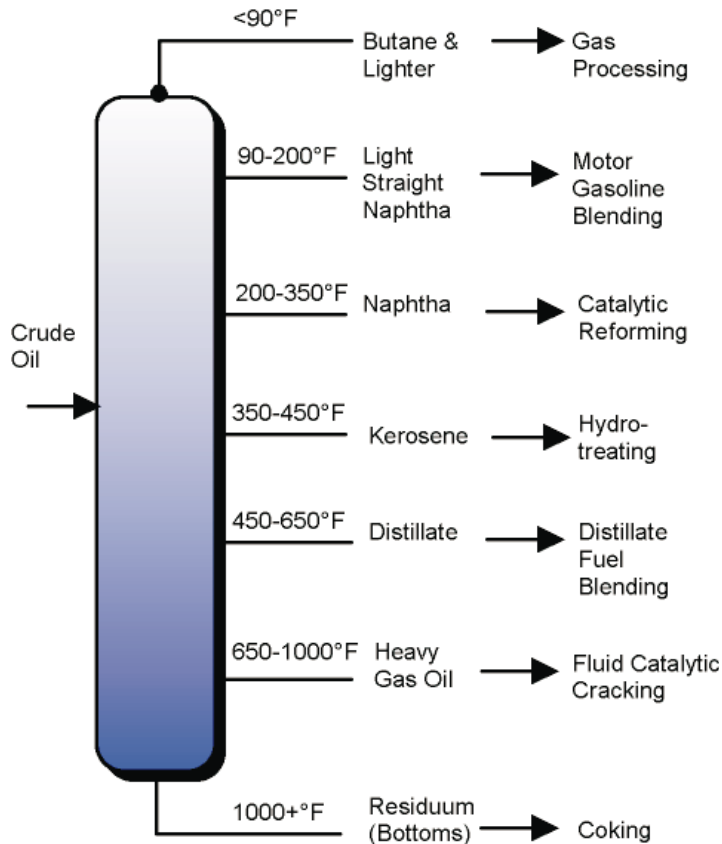 <90°F
Butane &
Lighter
Gas
Processing
90-200°F
Light
Straight
Naphtha
Motor
Gasoline
Blending
200-350°F
Naphtha
Catalytic
Reforming
Crude
Oil
350-450°F
Kerosene
Hydro-
treating
450-650°F
Distillate
Distillate
Fuel
Blending
650-1000°F
Heavy
Gas Oil
Fluid Catalytic
Cracking
1000+°F
Residuum
(Bottoms)
Coking